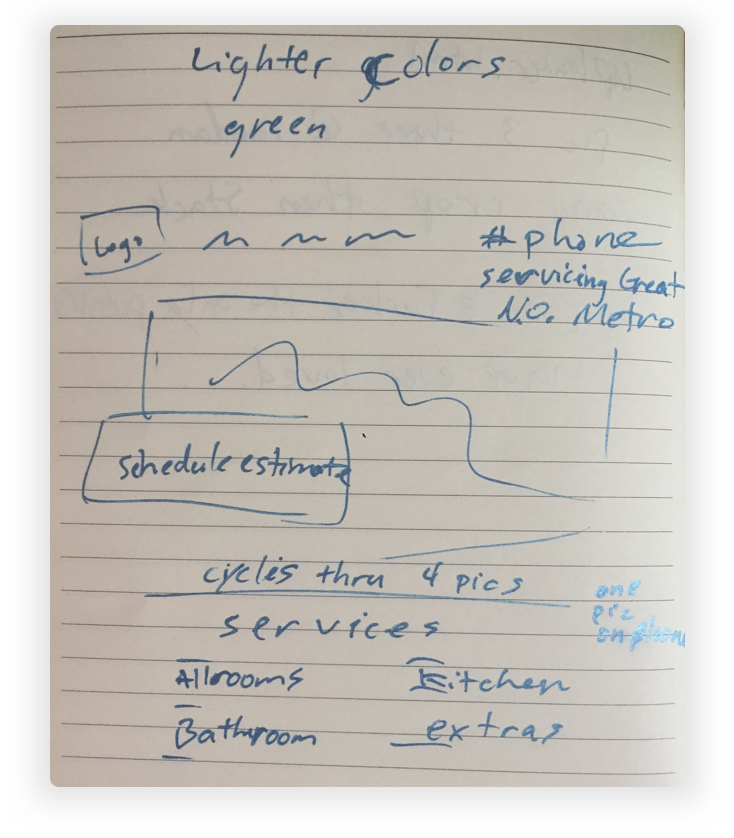 Lighter Colors
green
Logo
# phone
servicing Great
N.O. Metro
schedule estimate
cycles thru 4 pics
one
pic
on phone
services
Allrooms
Kitchen
Bathroom
extras